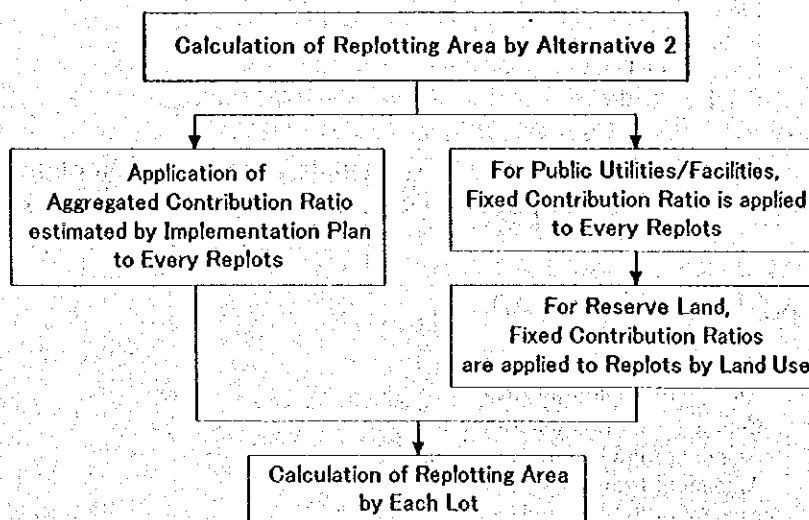 Calculation of Replotting Area by Alternative 2
Application of
Aggregated Contribution Ratio
estimated by Implementation Plan
to Every Replots
For Public Utilities/Facilities,
Fixed Contribution Ratio is applied
to Every Replots
For Reserve Land,
Fixed Contribution Ratios
are applied to Replots by Land Use
Calculation of Replotting Area
by Each Lot